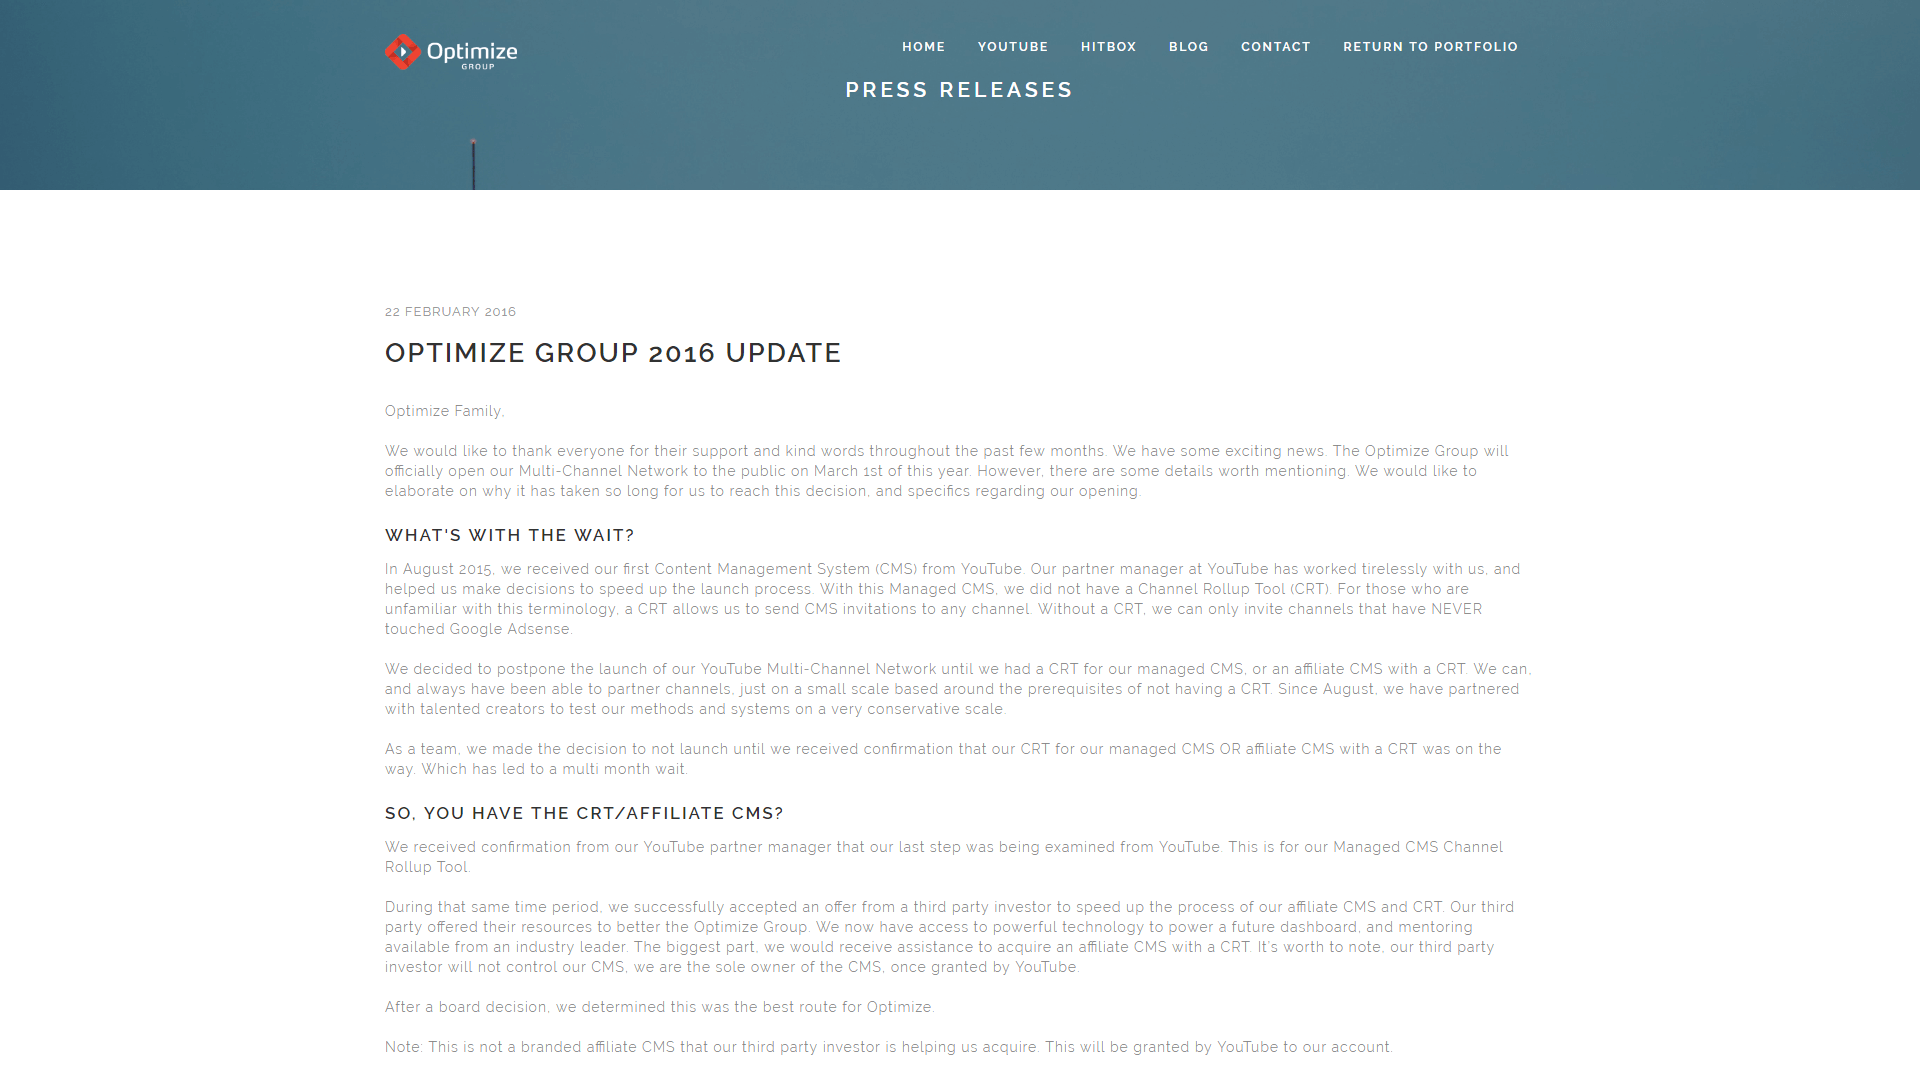 Optimize
GROUP
HOME YOUTUBE HITBOX BLOG CONTACT RETURN TO PORTFOLIO
PRESS RELEASES
22 FEBRUARY 2016
OPTIMIZE GROUP 2016 UPDATE
Optimize Family,
We would like to thank everyone for their support and kind words throughout the past few months. We have some exciting news. The Optimize Group will
officially open our Multi-Channel Network to the public on March 1st of this year. However, there are some details worth mentioning. We would like to
elaborate on why it has taken so long for us to reach this decision, and specifics regarding our opening.
WHAT'S WITH THE WAIT?
In August 2015, we received our first Content Management System (CMS) from YouTube. Our partner manager at YouTube has worked tirelessly with us, and
helped us make decisions to speed up the launch process. With this Managed CMS, we did not have a Channel Rollup Tool (CRT). For those who are
unfamiliar with this terminology, a CRT allows us to send CMS invitations to any channel. Without a CRT, we can only invite channels that have NEVER
touched Google Adsense.
We decided to postpone the launch of our YouTube Multi-Channel Network until we had a CRT for our managed CMS, or an affiliate CMS with a CRT. We can,
and always have been able to partner channels, just on a small scale based around the prerequisites of not having a CRT. Since August, we have partnered
with talented creators to test our methods and systems on a very conservative scale.
As a team, we made the decision to not launch until we received confirmation that our CRT for our managed CMS OR affiliate CMS with a CRT was on the
way. Which has led to a multi month wait.
SO, YOU HAVE THE CRT/AFFILIATE CMS?
We received confirmation from our YouTube partner manager that our last step was being examined from YouTube. This is for our Managed CMS Channel
Rollup Tool.
During that same time period, we successfully accepted an offer from a third party investor to speed up the process of our affiliate CMS and CRT. Our third
party offered their resources to better the Optimize Group. We now have access to powerful technology to power a future dashboard, and mentoring
available from an industry leader. The biggest part, we would receive assistance to acquire an affiliate CMS with a CRT. It's worth to note, our third party
investor will not control our CMS, we are the sole owner of the CMS, once granted by YouTube.
After a board decision, we determined this was the best route for Optimize.
Note: This is not a branded affiliate CMS that our third party investor is helping us acquire. This will be granted by YouTube to our account.